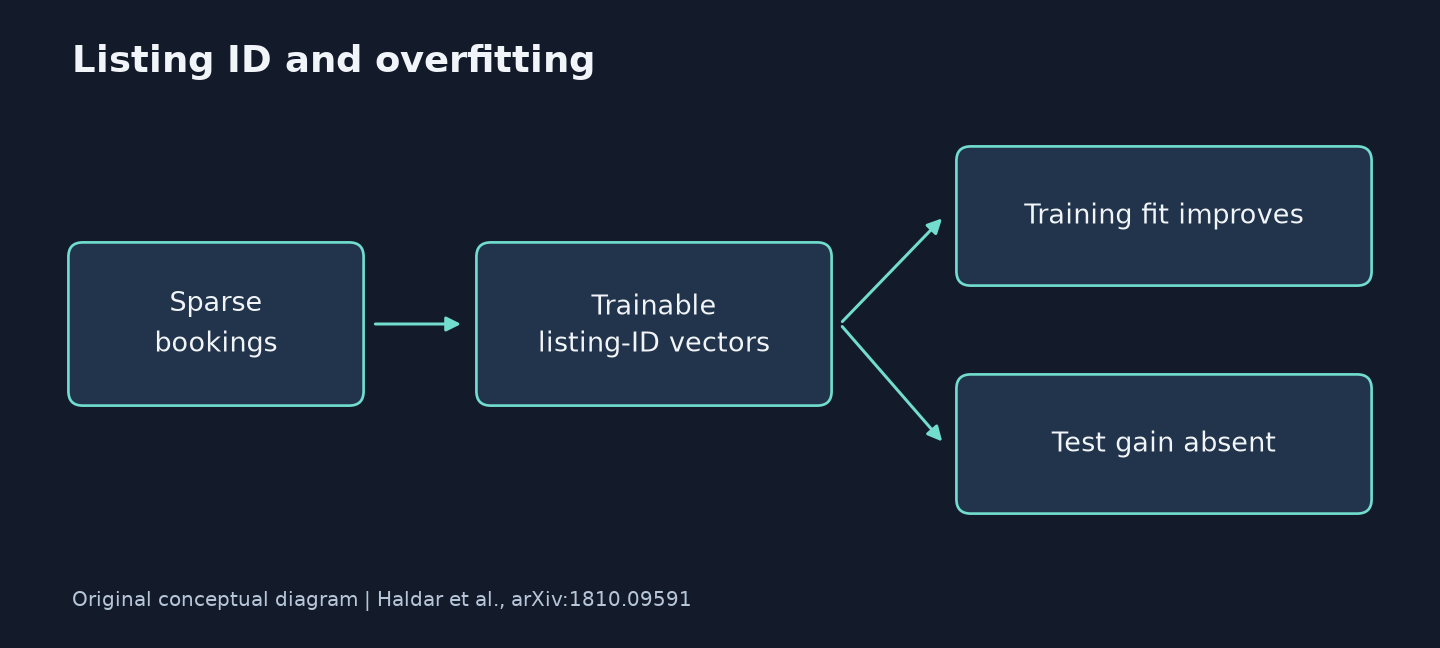 Listing ID and overfitting
Sparse
bookings
Trainable
listing-ID vectors
Training fit improves
Test gain absent
Original conceptual diagram | Haldar et al., arXiv:1810.09591